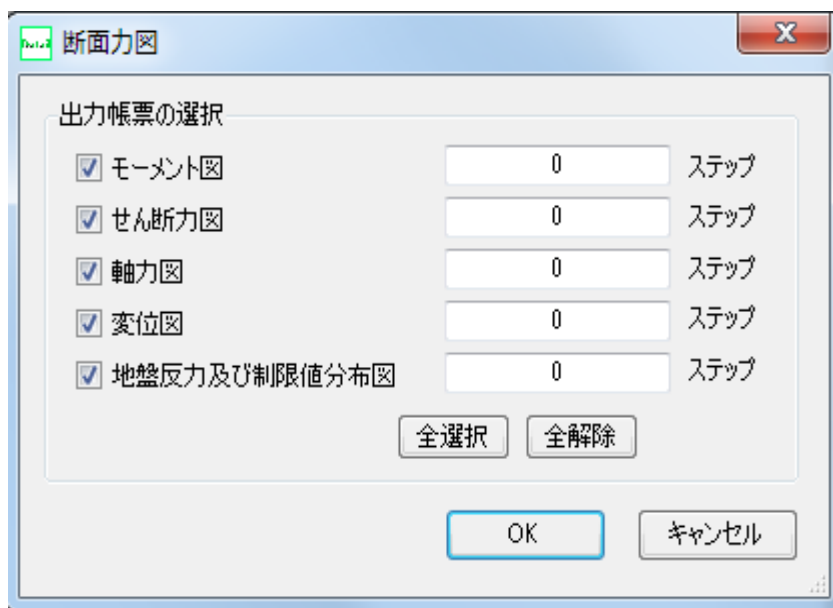 断面力図
出力帳票の選択
モーメント図 0 ステップ
せん断力図 0 ステップ
軸力図 0 ステップ
変位図 0 ステップ
地盤反力及び制限値分布図 0 ステップ
全選択 全解除
OK キャンセル